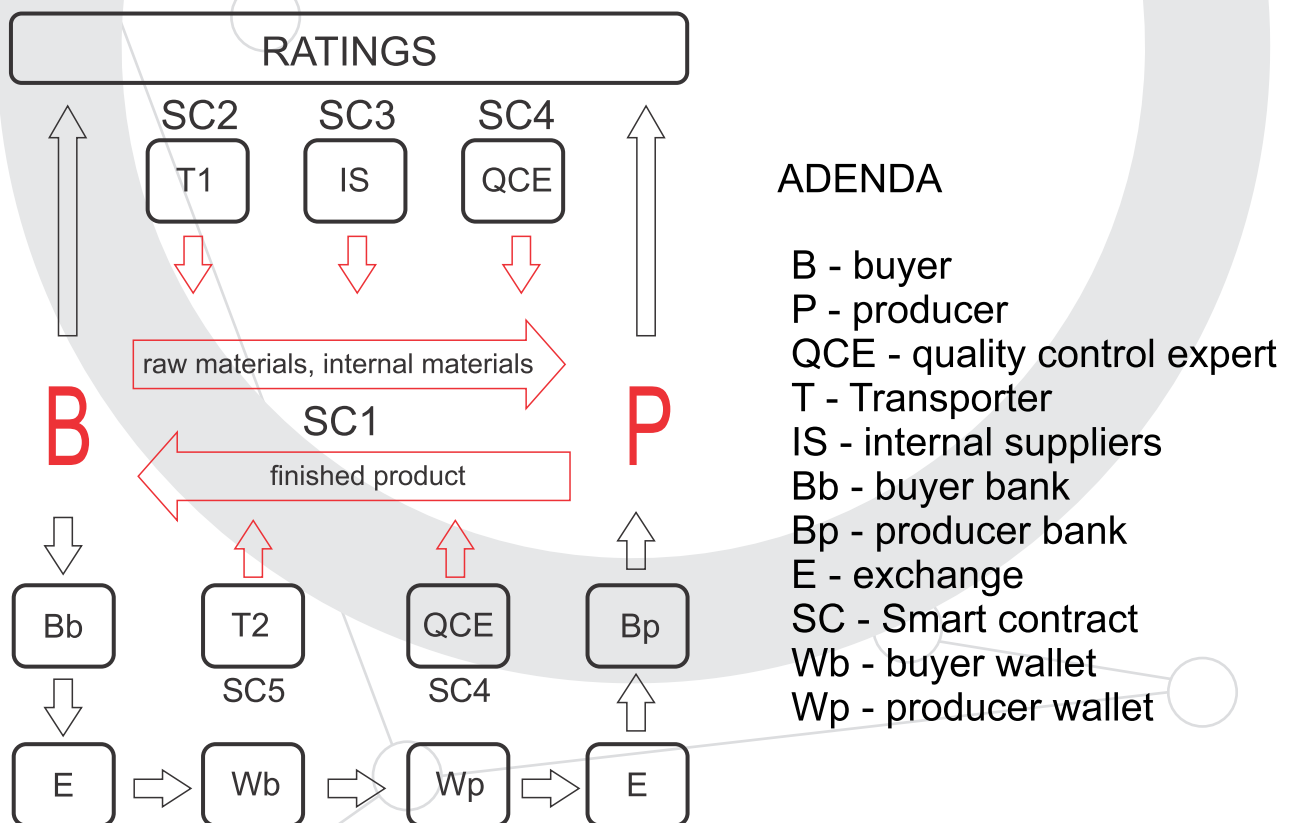 RATINGS
SC2 SC3 SC4
T1 IS QCE
raw materials, internal materials
B P
SC1
finished product
Bb T2 QCE Bp
SC5 SC4
E Wb Wp E
ADENDA
B - buyer
P - producer
QCE - quality control expert
T - Transporter
IS - internal suppliers
Bb - buyer bank
Bp - producer bank
E - exchange
SC - Smart contract
Wb - buyer wallet
Wp - producer wallet